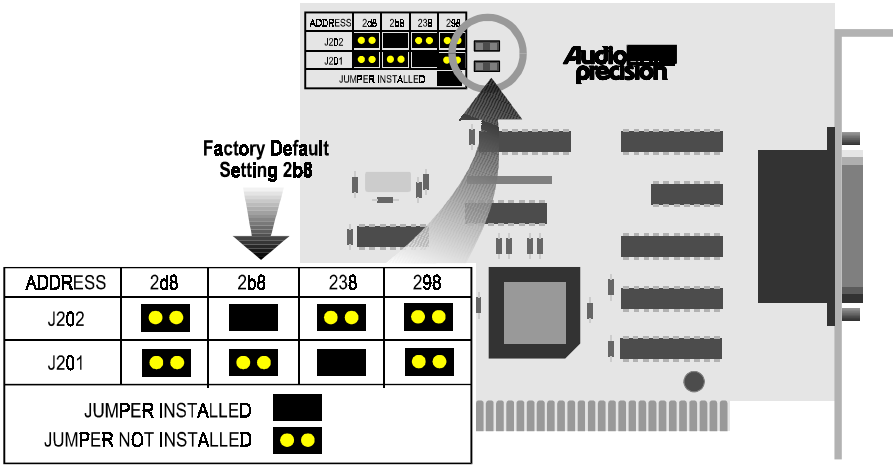 ADDRESS 2d8 2b8 238 298
J202
J201
JUMPER INSTALLED
Audio
precision
Factory Default
Setting 2b8
ADDRESS 2d8 2b8 238 298
J202
J201
JUMPER INSTALLED
JUMPER NOT INSTALLED